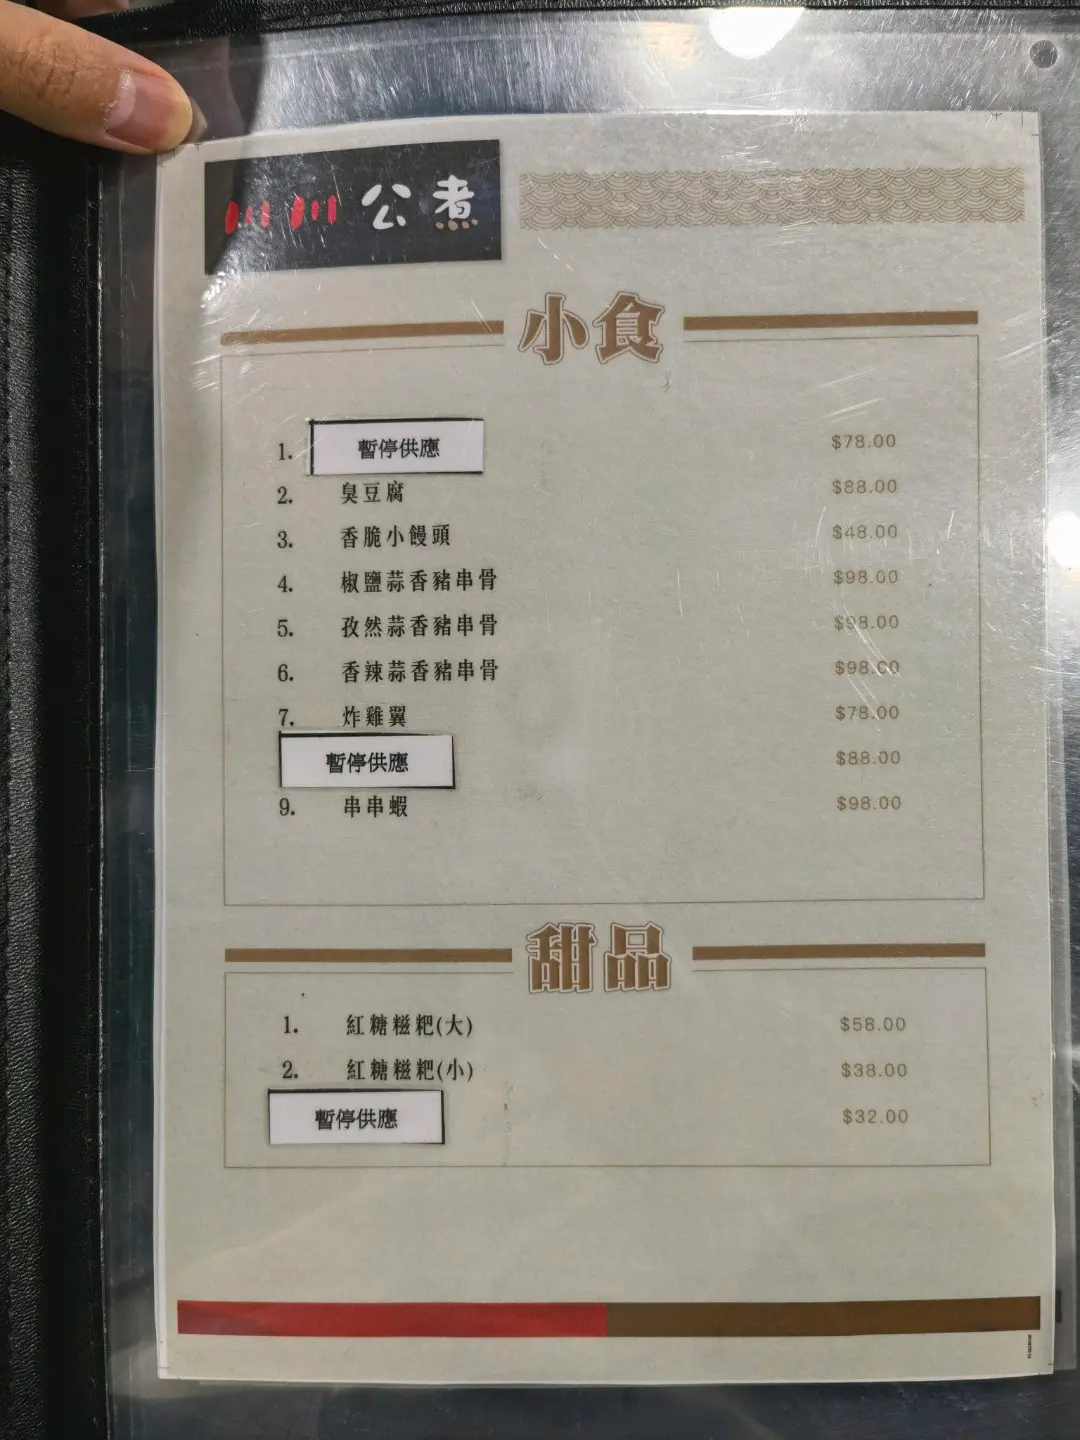 川川公煮
小食
1. 暫停供應 $78.00
2. 臭豆腐 $88.00
3. 香脆小饅頭 $48.00
4. 椒鹽蒜香豬串骨 $98.00
5. 孜然蒜香豬串骨 $98.00
6. 香辣蒜香豬串骨 $98.00
7. 炸雞翼 $78.00
暫停供應 $88.00
9. 串串蝦 $98.00
甜品
1. 紅糖糍粑(大) $58.00
2. 紅糖糍粑(小) $38.00
暫停供應 $32.00